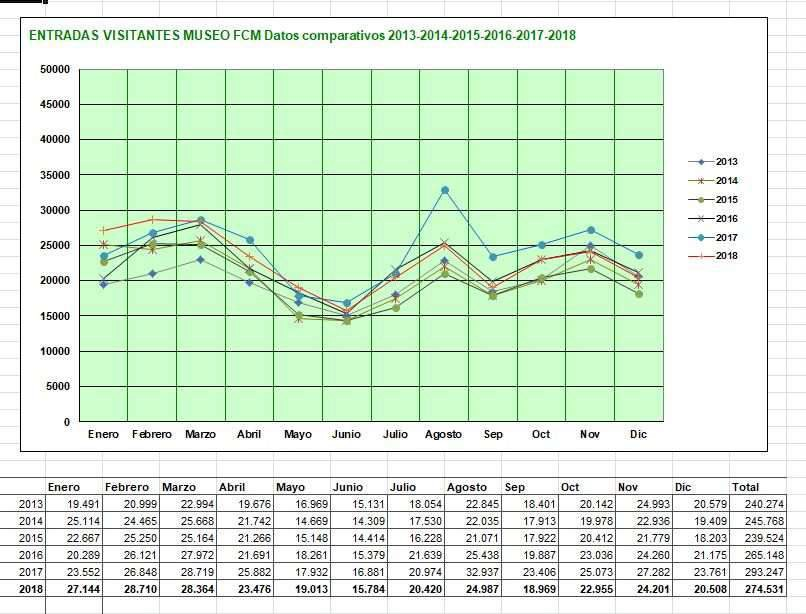 ENTRADAS VISITANTES MUSEO FCM Datos comparativos 2013-2014-2015-2016-2017-2018
50000
45000
40000
35000
30000
25000
20000
15000
10000
5000
0
Enero Febrero Marzo Abril Mayo Junio Julio Agosto Sep Oct Nov Dic
2013
2014
2015
2016
2017
2018
Enero Febrero Marzo Abril Mayo Junio Julio Agosto Sep Oct Nov Dic Total
2013 19.491 20.999 22.994 19.676 16.969 15.131 18.054 22.845 18.401 20.142 24.993 20.579 240.274
2014 25.114 24.465 25.668 21.742 14.669 14.309 17.530 22.035 17.913 19.978 22.936 19.409 245.768
2015 22.667 25.250 25.164 21.266 15.148 14.414 16.228 21.071 17.922 20.412 21.779 18.203 239.524
2016 20.289 26.121 27.972 21.691 18.261 15.379 21.639 25.438 19.887 23.036 24.260 21.175 265.148
2017 23.552 26.848 28.719 25.882 17.932 16.881 20.974 32.937 23.406 25.073 27.282 23.761 293.247
2018 27.144 28.710 28.364 23.476 19.013 15.784 20.420 24.987 18.969 22.955 24.201 20.508 274.531